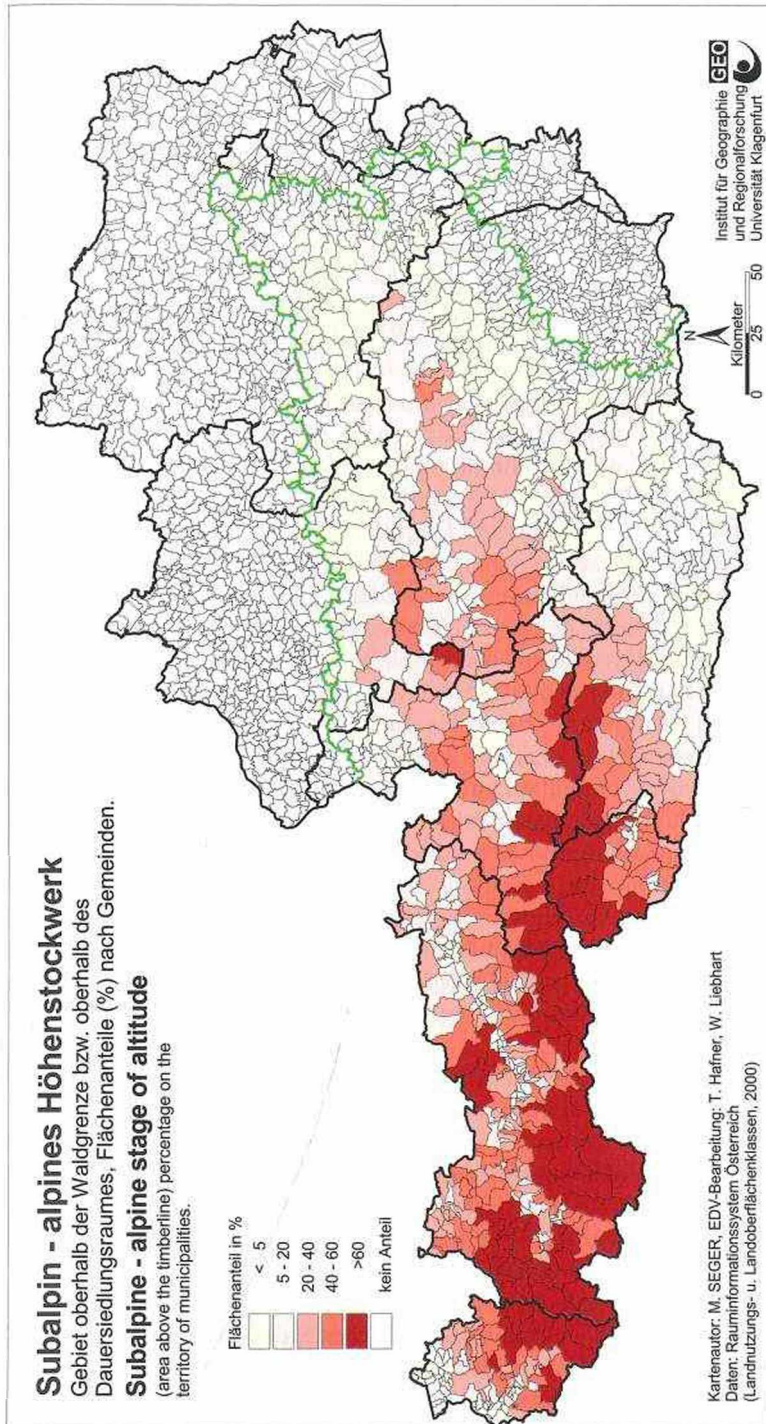 Subalpin - alpines Höhenstockwerk
Gebiet oberhalb der Waldgrenze bzw. oberhalb des
Dauersiedlungsraumes, Flächenanteile (%) nach Gemeinden.
Subalpine - alpine stage of altitude
(area above the timberline) percentage on the
territory of municipalities.
Flächenanteil in %
< 5
5 - 20
20 - 40
40 - 60
>60
kein Anteil
Kartenautor: M. SEGER, EDV-Bearbeitung: T. Hafner, W. Liebhart
Daten: Rauminformationssystem Österreich
(Landnutzungs- u. Landoberflächenklassen, 2000)
N
Kilometer
0 25 50
Institut für Geographie
und Regionalforschung
Universität Klagenfurt
GEO